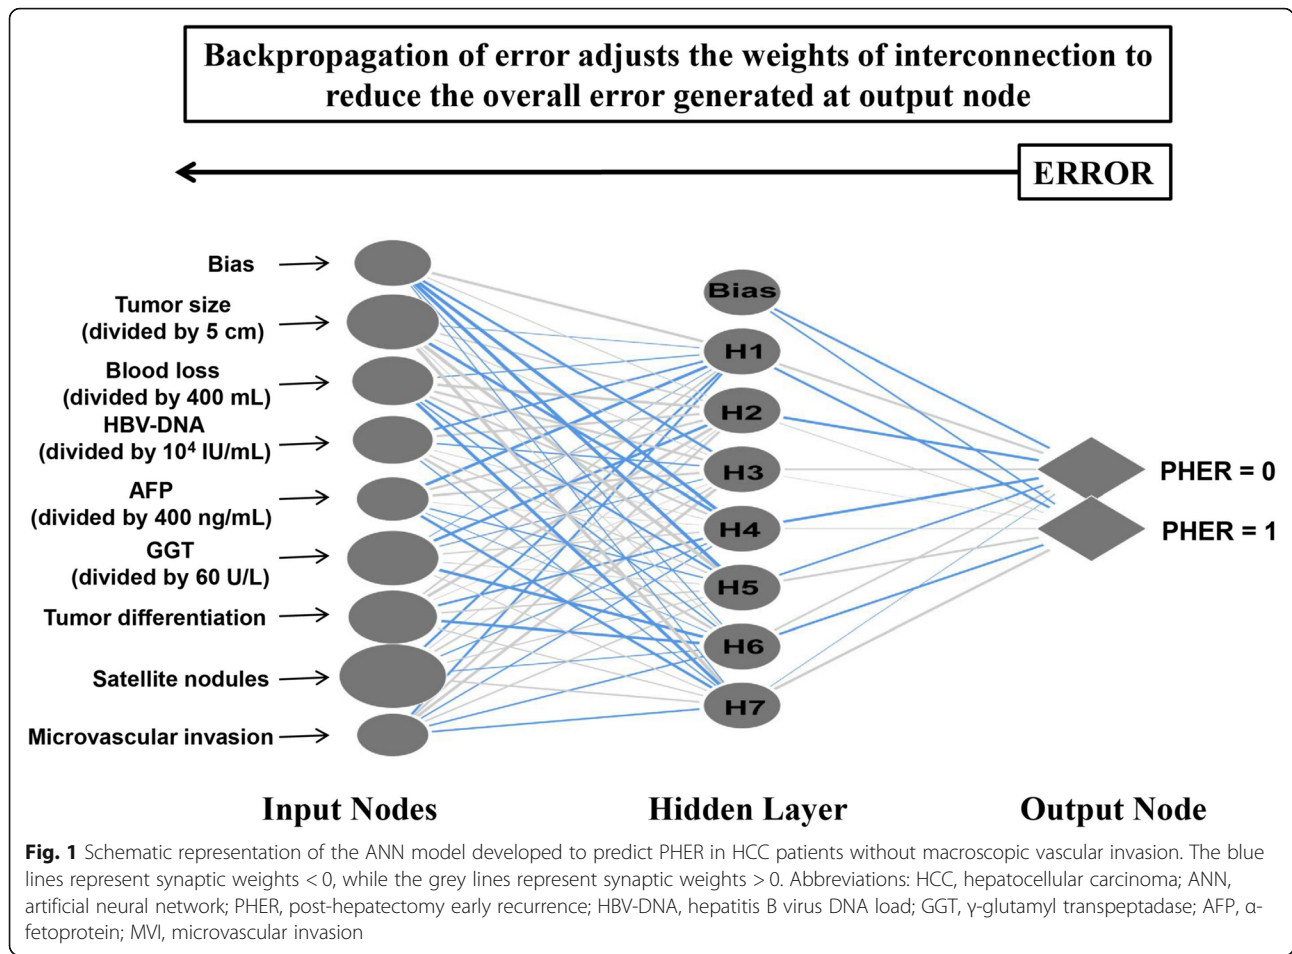 Backpropagation of error adjusts the weights of interconnection to
reduce the overall error generated at output node
ERROR
Bias
Tumor size
(divided by 5 cm)
Blood loss
(divided by 400 mL)
HBV-DNA
(divided by 10⁴ IU/mL)
AFP
(divided by 400 ng/mL)
GGT
(divided by 60 U/L)
Tumor differentiation
Satellite nodules
Microvascular invasion
Bias
H1
H2
H3
H4
H5
H6
H7
PHER = 0
PHER = 1
Input Nodes
Hidden Layer
Output Node
Fig. 1 Schematic representation of the ANN model developed to predict PHER in HCC patients without macroscopic vascular invasion. The blue
lines represent synaptic weights < 0, while the grey lines represent synaptic weights > 0. Abbreviations: HCC, hepatocellular carcinoma; ANN,
artificial neural network; PHER, post-hepatectomy early recurrence; HBV-DNA, hepatitis B virus DNA load; GGT, γ-glutamyl transpeptadase; AFP, α-
fetoprotein; MVI, microvascular invasion